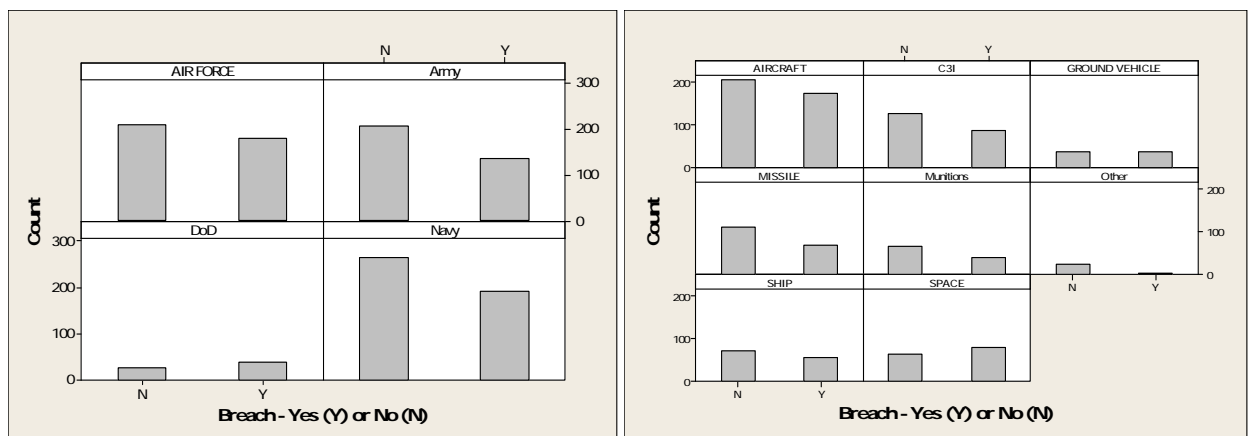 N Y
AIR FORCE Army
300
200
100
0
DoD Navy
300
200
100
0
N Y
Count
Breach - Yes (Y) or No (N)
N Y
AIRCRAFT C3I GROUND VEHICLE
200
100
0
MISSILE Munitions Other
200
100
0
SHIP SPACE
N Y
200
100
0
N Y
Count
Breach - Yes (Y) or No (N)